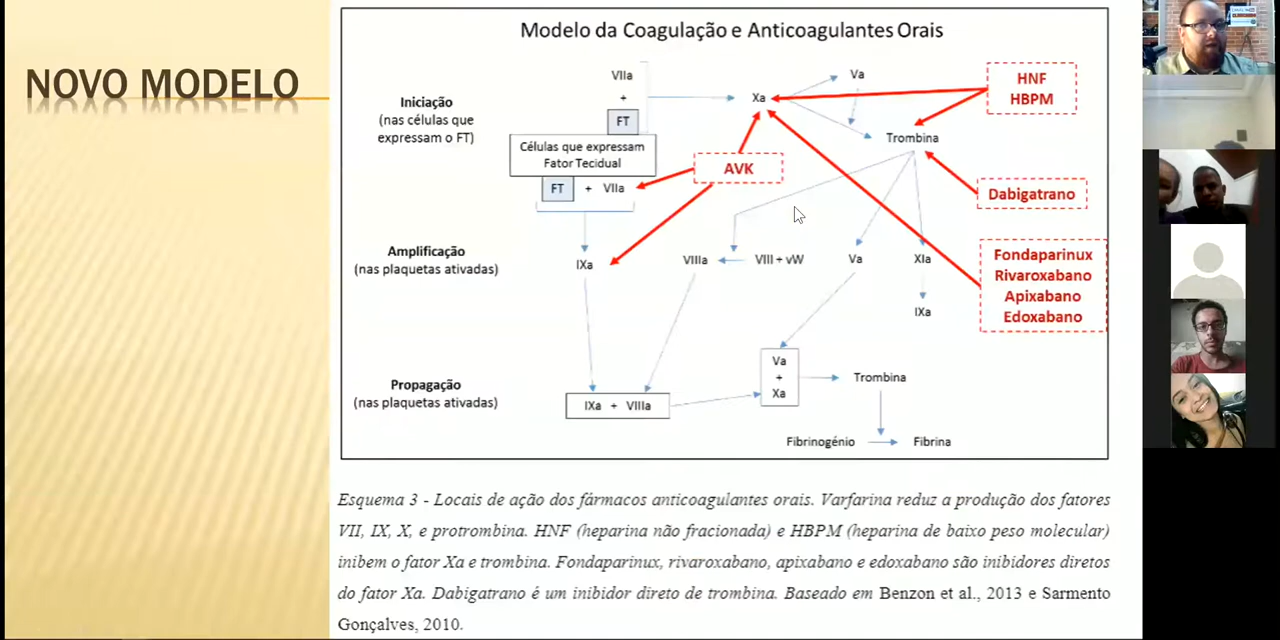 NOVO MODELO
Modelo da Coagulação e Anticoagulantes Orais
VIIa
+
FT
Iniciação
(nas células que
expressam o FT)
Células que expressam
Fator Tecidual
FT + VIIa
Xa
Va
Trombina
HNF
HBPM
AVK
Dabigatrano
Amplificação
(nas plaquetas ativadas)
IXa
VIIIa
VIII + vW
Va
XIa
IXa
Fondaparinux
Rivaroxabano
Apixabano
Edoxabano
Propagação
(nas plaquetas ativadas)
IXa + VIIIa
Va
+
Xa
Trombina
Fibrinogénio
Fibrina
Esquema 3 - Locais de ação dos fármacos anticoagulantes orais. Varfarina reduz a produção dos fatores
VII, IX, X, e protrombina. HNF (heparina não fracionada) e HBPM (heparina de baixo peso molecular)
inibem o fator Xa e trombina. Fondaparinux, rivaroxabano, apixabano e edoxabano são inibidores diretos
do fator Xa. Dabigatrano é um inibidor direto de trombina. Baseado em Benzon et al., 2013 e Sarmento
Gonçalves, 2010.